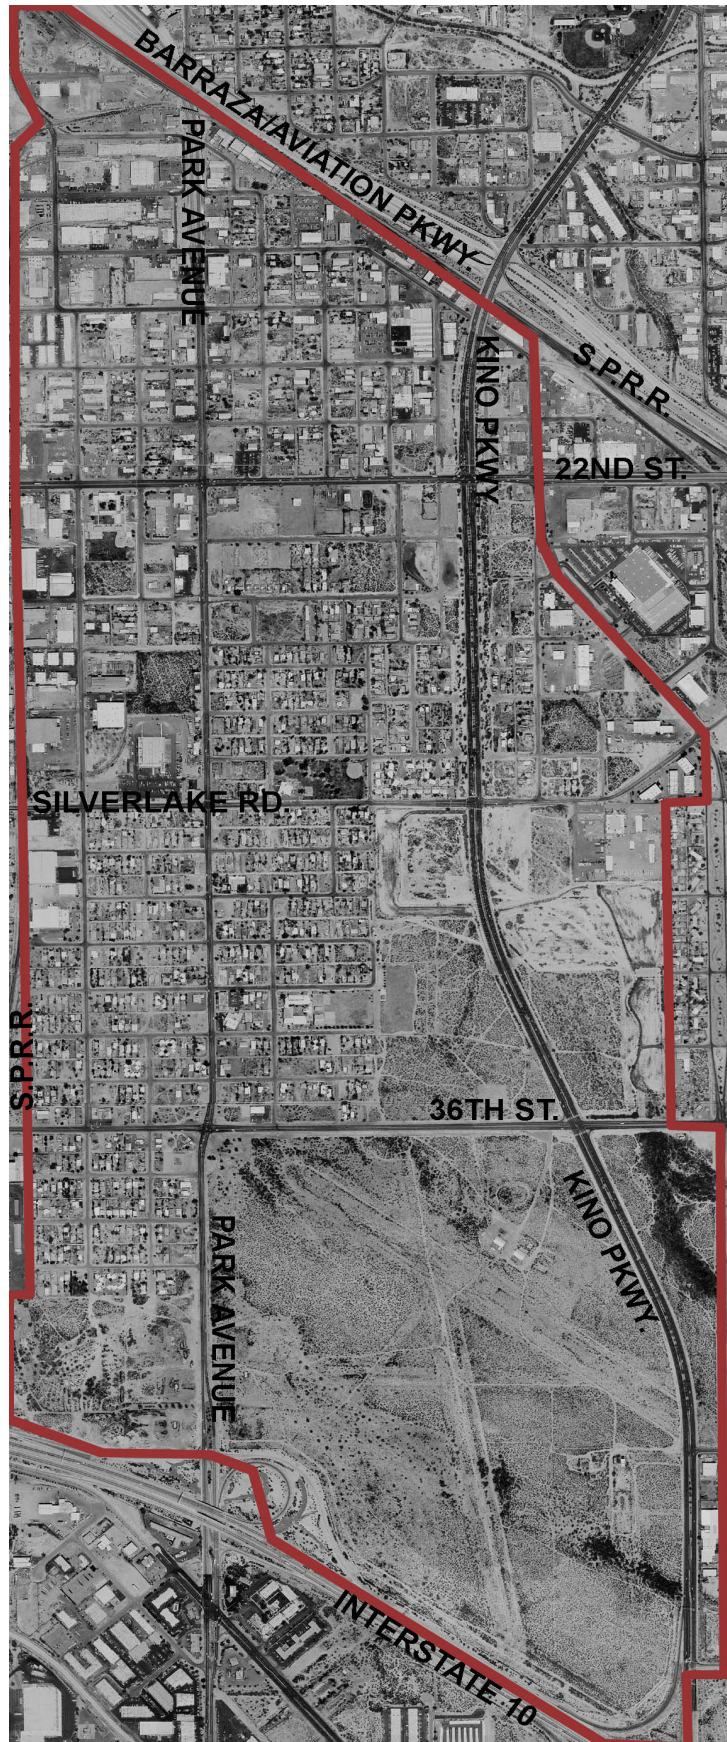 BARRAZA/AVIATION PKWY.
PARK AVENUE
KINO PKWY
S.P.R.R.
22ND ST.
SILVERLAKE RD
S.P.R.R.
36TH ST.
KINO PKWY.
PARK AVENUE
INTERSTATE 10